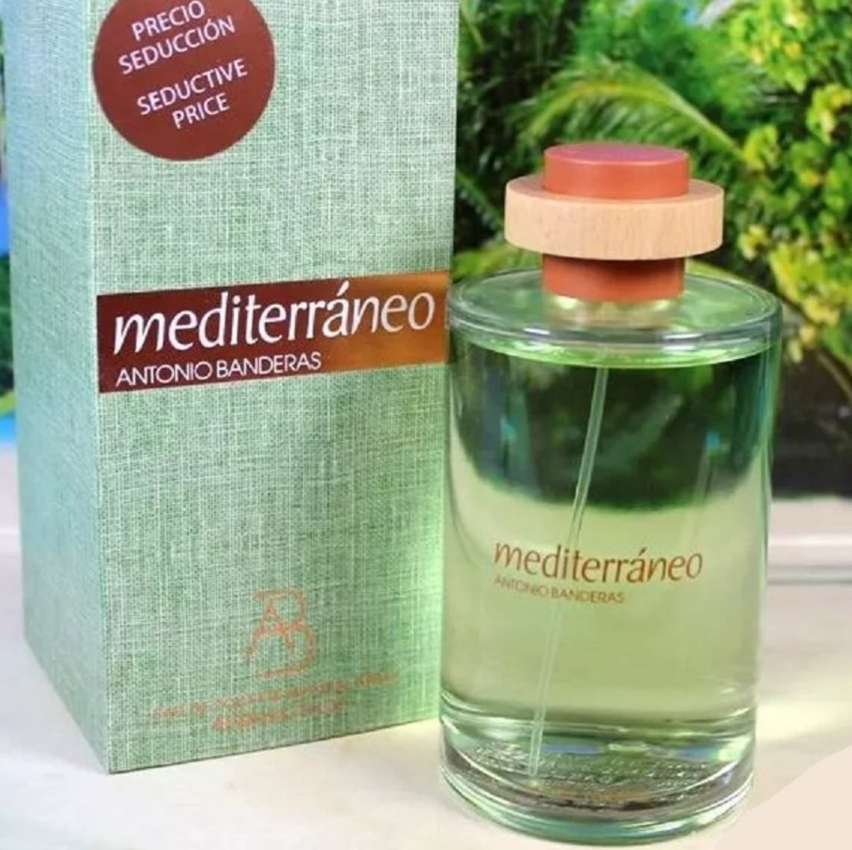 PRECIO
SEDUCCIÓN
SEDUCTIVE
PRICE
mediterráneo
ANTONIO BANDERAS
mediterráneo
ANTONIO BANDERAS